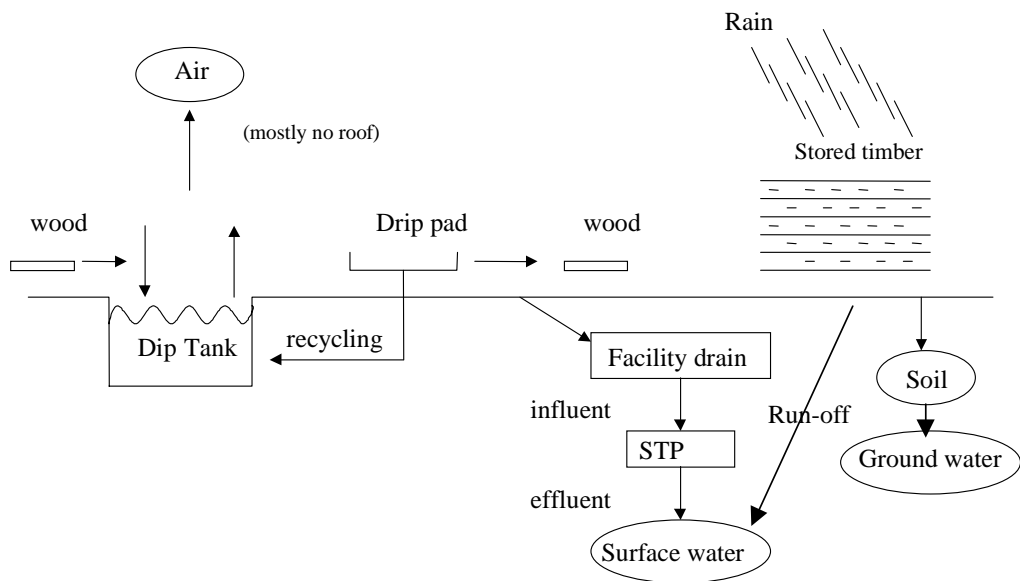 Rain
Air
(mostly no roof)
Stored timber
wood
Drip pad
wood
Dip Tank
recycling
Facility drain
Soil
influent
Run-off
STP
Ground water
effluent
Surface water